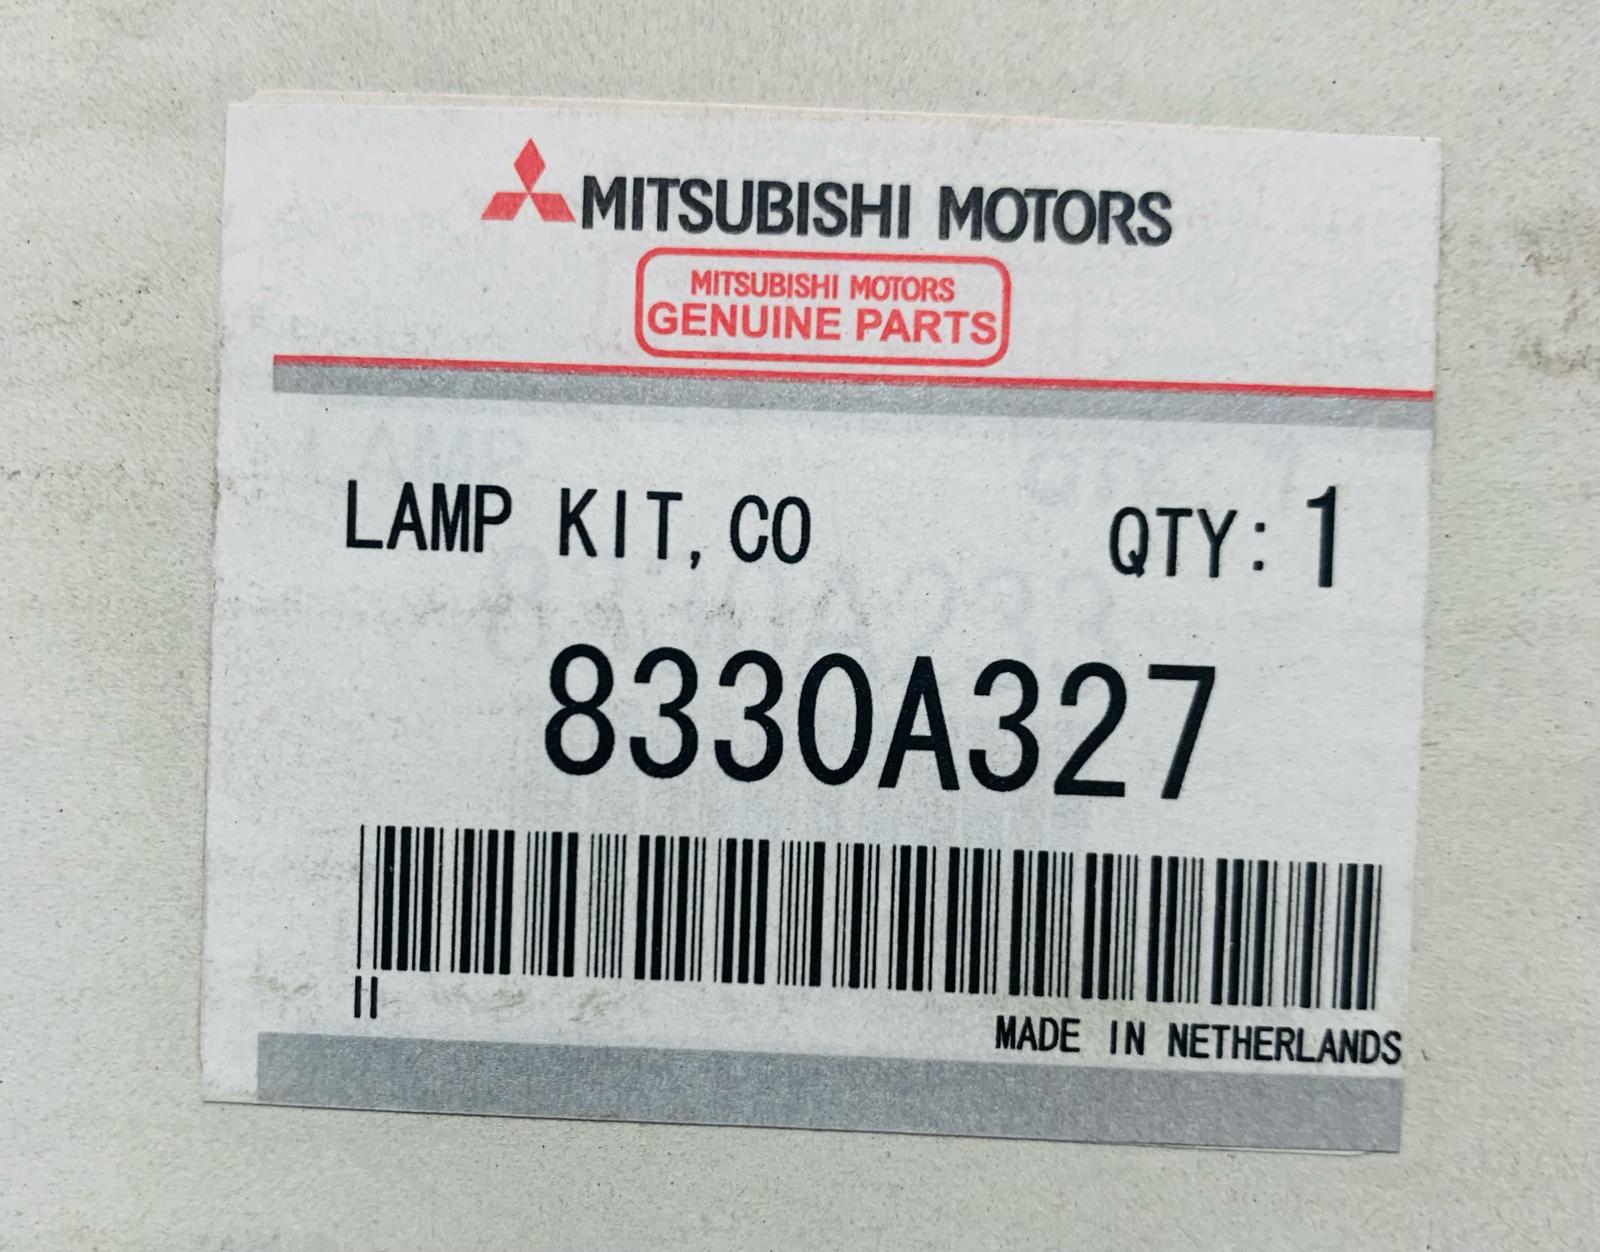 MITSUBISHI MOTORS
MITSUBISHI MOTORS
GENUINE PARTS
LAMP KIT, CO QTY: 1
8330A327
MADE IN NETHERLANDS